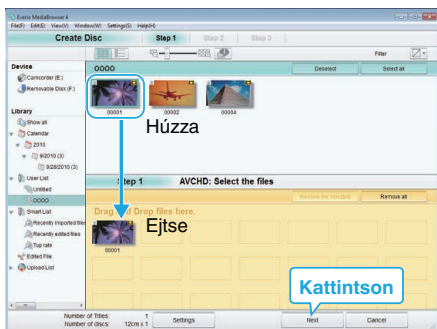 Everio MediaBrowser 4
File(F) Edit(E) View(V) Window(W) Settings(S) Help(H)
Create Disc Step 1 Step 2 Step 3
Filter
Device
Camcorder (E:)
Removable Disk (F:)
OOOO Deselect Select all
00001 00002 00004
Húzza
Library
Show all
Calendar
2010
9/2010 (3)
9/28/2010 (3)
User List
Untitled
OOOO
Smart List
Recently imported files
Recently edited files
Top rate
Edited File
Upload List
Step 1 AVCHD: Select the files
Remove the selected Remove all
Drag and Drop files here.
Ejtse
00001
Kattintson
Number of Titles: 1
Number of discs: 12cm x 1
Settings Next Cancel